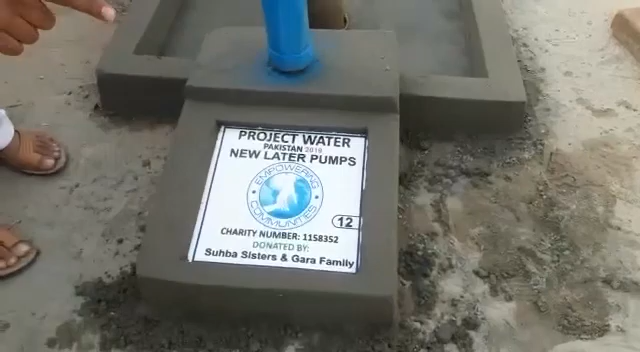 PROJECT WATER
PAKISTAN 2019
NEW LATER PUMPS
EMPOWERING
COMMUNITIES
12
CHARITY NUMBER: 1158352
DONATED BY:
Suhba Sisters & Gara Family